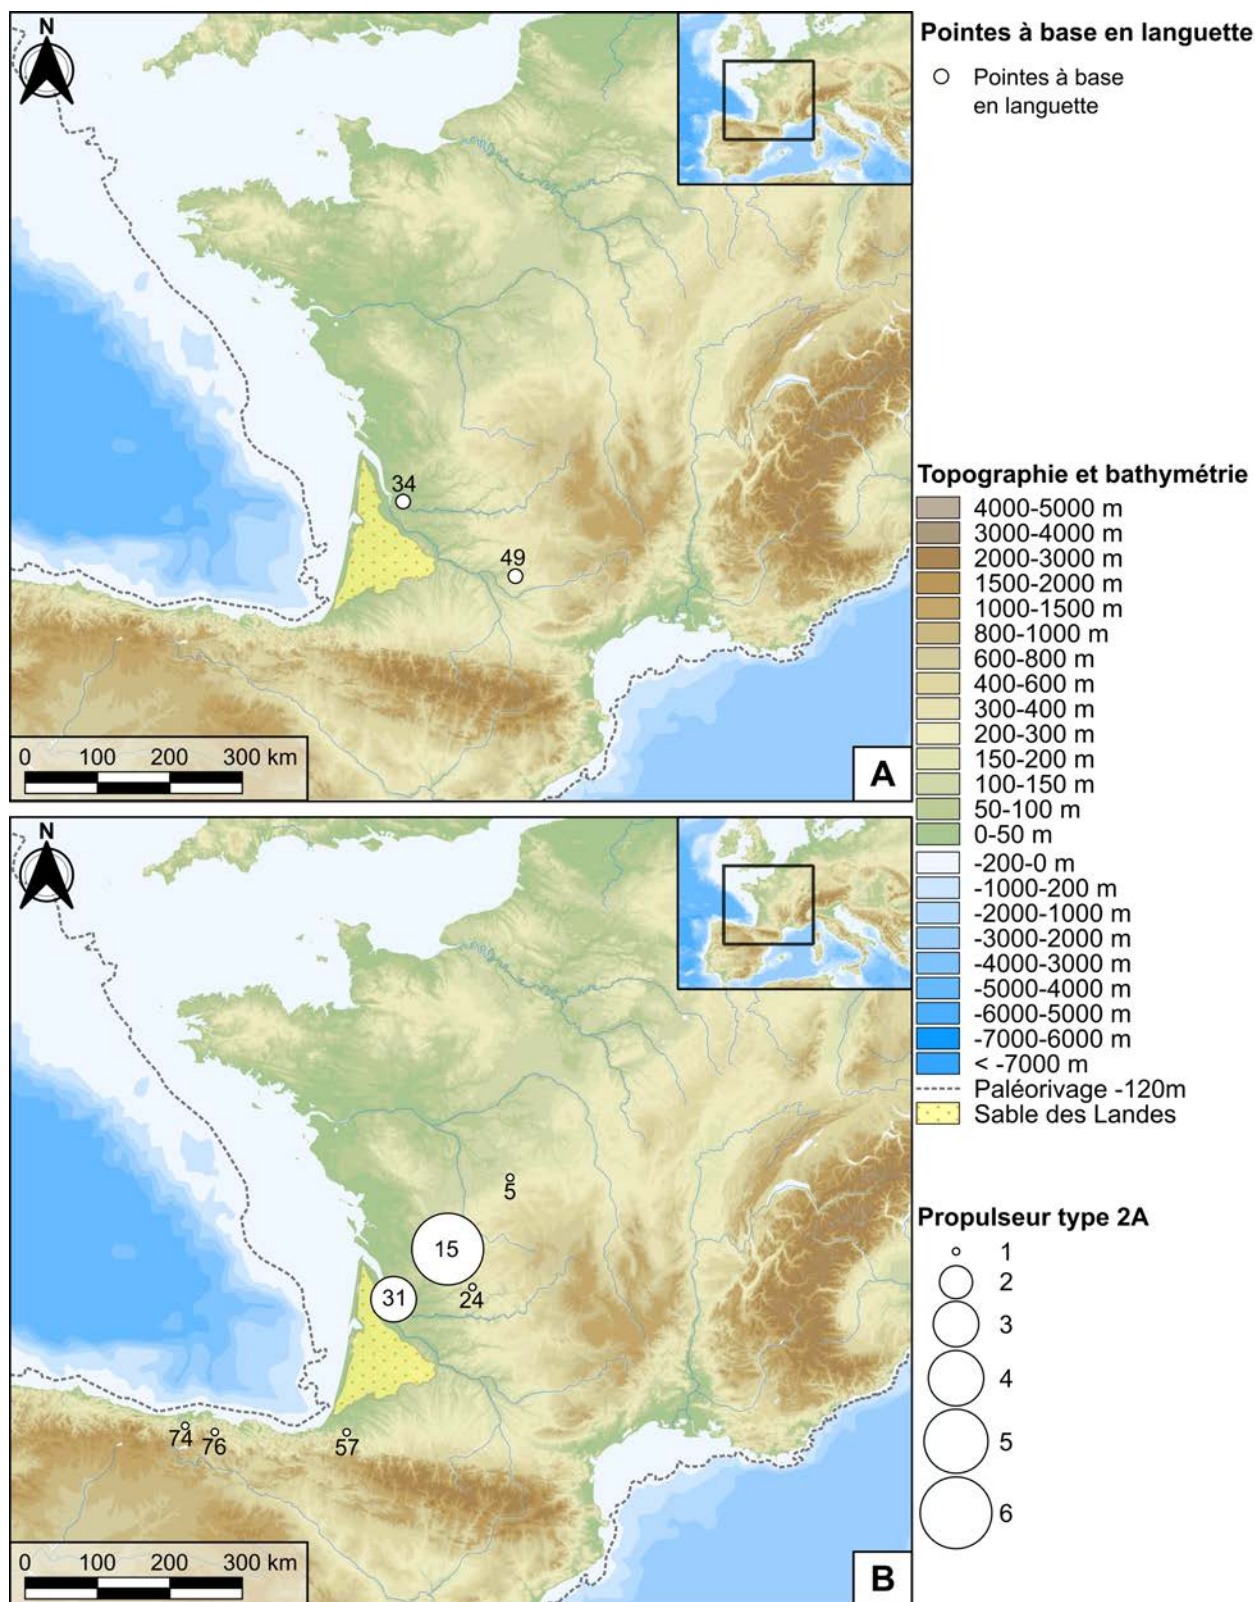 N
34
49
0 100 200 300 km
A
Pointes à base en languette
Pointes à base
en languette
Topographie et bathymétrie
4000-5000 m
3000-4000 m
2000-3000 m
1500-2000 m
1000-1500 m
800-1000 m
600-800 m
400-600 m
300-400 m
200-300 m
150-200 m
100-150 m
50-100 m
0-50 m
-200-0 m
-1000-200 m
-2000-1000 m
-3000-2000 m
-4000-3000 m
-5000-4000 m
-6000-5000 m
-7000-6000 m
< -7000 m
Paléorivage -120m
Sable des Landes
N
5
15
31
24
74
76
57
0 100 200 300 km
B
Propulseur type 2A
1
2
3
4
5
6